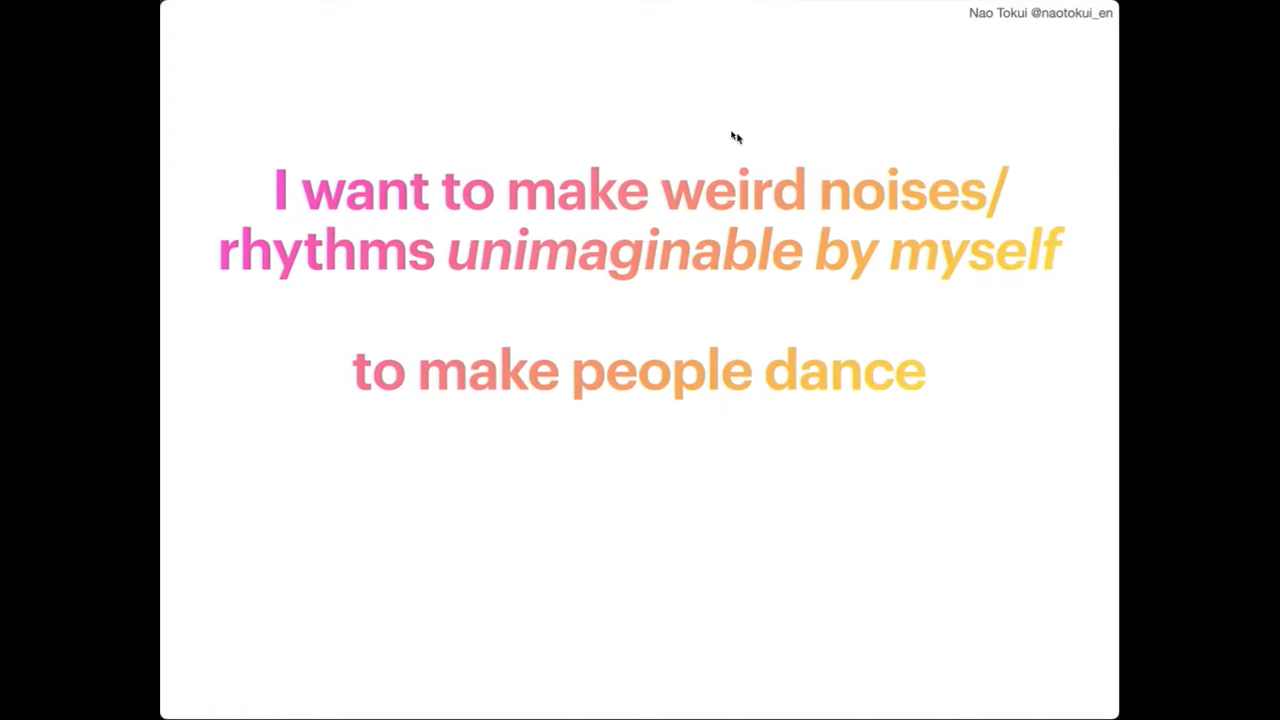 Nao Tokui @naotokui_en
I want to make weird noises/
rhythms unimaginable by myself
to make people dance